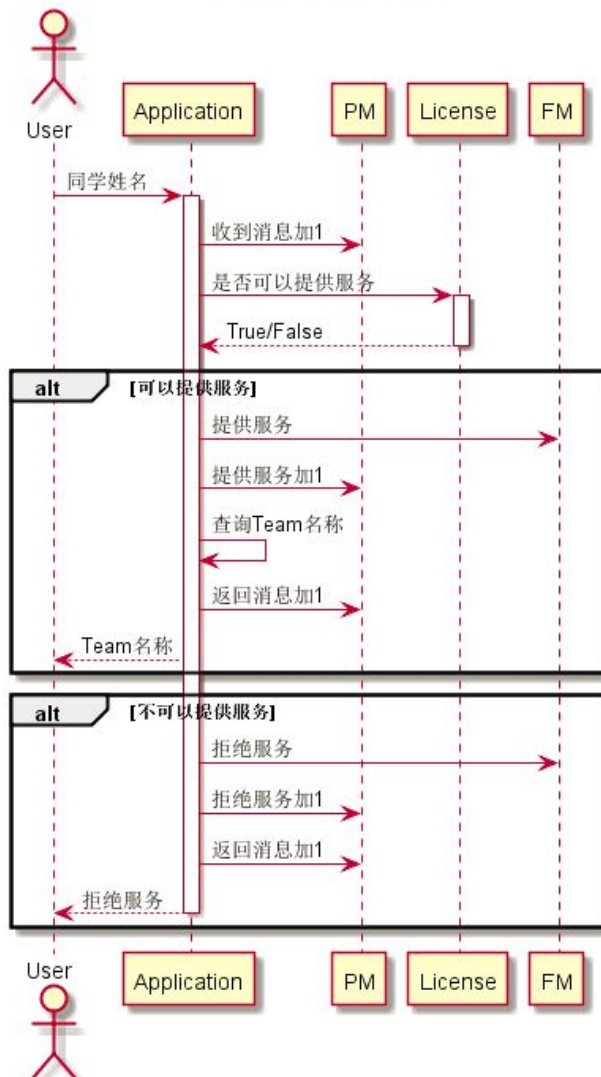 User
Application
PM
License
FM
同学姓名
收到消息加1
是否可以提供服务
True/False
alt [可以提供服务]
提供服务
提供服务加1
查询Team名称
返回消息加1
Team名称
alt [不可以提供服务]
拒绝服务
拒绝服务加1
返回消息加1
拒绝服务
User
Application
PM
License
FM